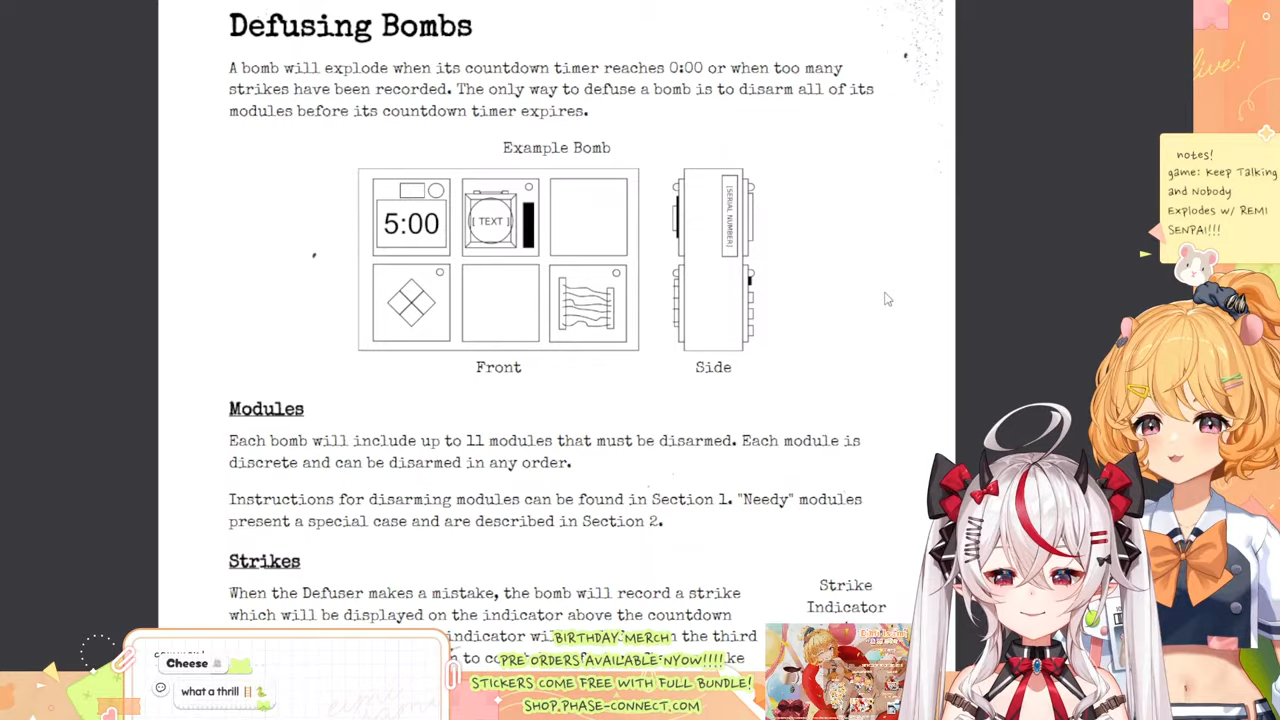 Defusing Bombs
A bomb will explode when its countdown timer reaches 0:00 or when too many
strikes have been recorded. The only way to defuse a bomb is to disarm all of its
modules before its countdown timer expires.
Example Bomb
5:00
[ TEXT ]
[SERIAL NUMBER]
Front
Side
Modules
Each bomb will include up to 11 modules that must be disarmed. Each module is
discrete and can be disarmed in any order.
Instructions for disarming modules can be found in Section 1. "Needy" modules
present a special case and are described in Section 2.
Strikes
When the Defuser makes a mistake, the bomb will record a strike
which will be displayed on the indicator above the countdown
indicator
the third
Strike
Indicator
live!
notes!
game: Keep Talking
and Nobody
Explodes w/ REMI
SENPAI!!!
Cheese
what a thrill
BIRTHDAY MERCH
PRE ORDERS AVAILABLE NYOW!!!!
STICKERS COME FREE WITH FULL BUNDLE!
SHOP.PHASE-CONNECT.COM